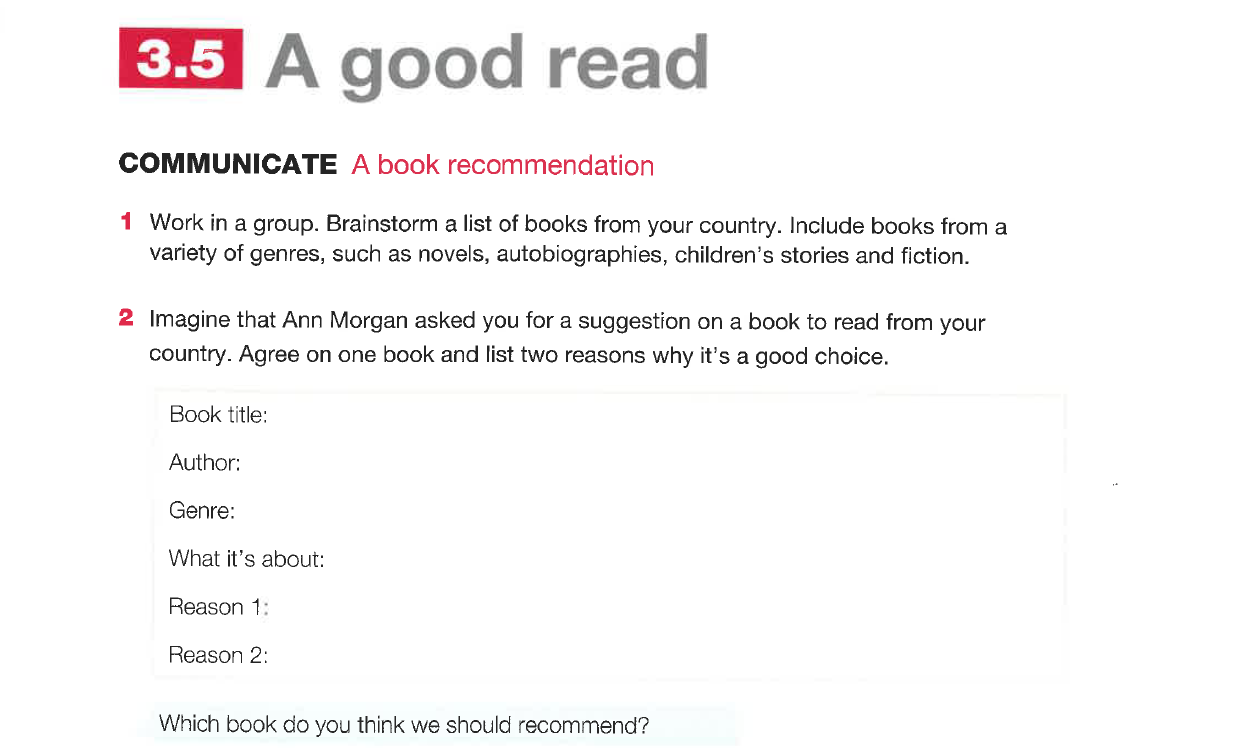 3.5 A good read
COMMUNICATE A book recommendation
1 Work in a group. Brainstorm a list of books from your country. Include books from a
variety of genres, such as novels, autobiographies, children's stories and fiction.
2 Imagine that Ann Morgan asked you for a suggestion on a book to read from your
country. Agree on one book and list two reasons why it's a good choice.
Book title:
Author:
Genre:
What it's about:
Reason 1:
Reason 2:
Which book do you think we should recommend?